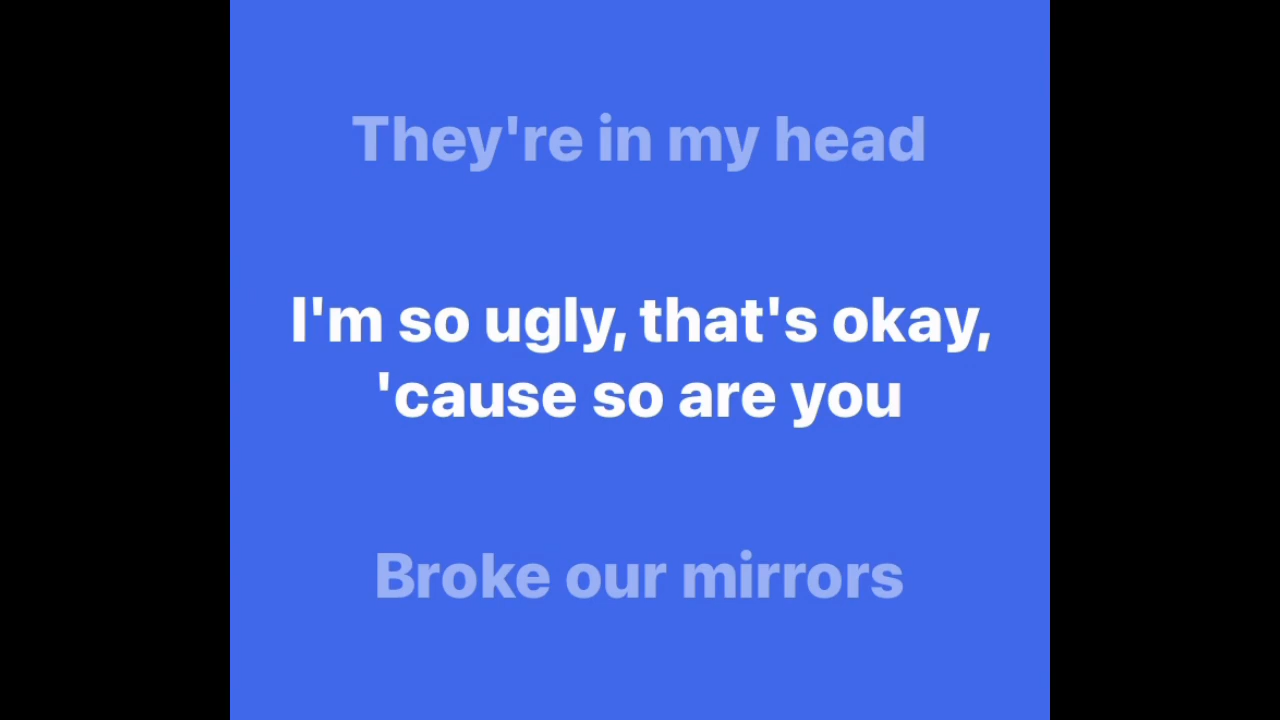 They're in my head
I'm so ugly, that's okay,
'cause so are you
Broke our mirrors